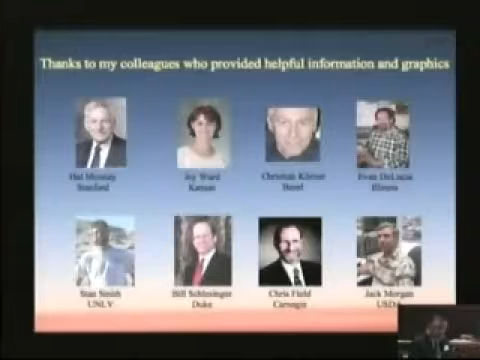 Thanks to my colleagues who provided helpful information and graphics
Hal Mooney
Stanford
Joy Ward
Kansas
Christian Körner
Basel
Evan DeLucia
Illinois
Stan Smith
UNLV
Bill Schlesinger
Duke
Chris Field
Carnegie
Jack Morgan
USDA